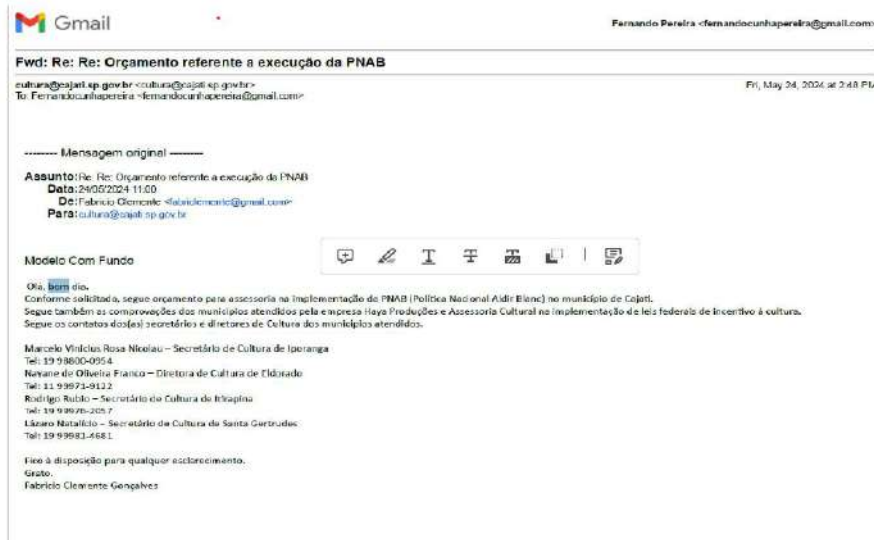 Gmail
Fernando Pereira <fernandocunhapereira@gmail.com>
Fwd: Re: Re: Orçamento referente a execução da PNAB
cultura@cajati.sp.gov.br <cultura@cajati.sp.gov.br>
Fri, May 24, 2024 at 2:48 PM
To: Fernandocunhapereira <fernandocunhapereira@gmail.com>
-------- Mensagem original --------
Assunto: Re: Re: Orçamento referente a execução da PNAB
Data: 24/05/2024 11:00
De: Fabricio Clemente <fabriclemente@gmail.com>
Para: cultura@cajati.sp.gov.br
Modelo Com Fundo
Olá, bom dia.
Conforme solicitado, segue orçamento para assessoria na implementação da PNAB (Política Nacional Aldir Blanc) no município de Cajati.
Segue também as comprovações dos municípios atendidos pela empresa Haya Produções e Assessoria Cultural na implementação de leis federais de incentivo à cultura.
Segue os contatos dos(as) secretários e diretores de Cultura dos municípios atendidos.
Marcelo Vinicius Rosa Nicolau – Secretário de Cultura de Iporanga
Tel: 19 98800-0954
Nayane de Oliveira Franco – Diretora de Cultura de Eldorado
Tel: 11 99971-9122
Rodrigo Rubio – Secretário de Cultura de Itirapina
Tel: 19 99976-2057
Lázaro Natalício – Secretário de Cultura de Santa Gertrudes
Tel: 19 99981-4681
Fico à disposição para qualquer esclarecimento.
Grato.
Fabricio Clemente Gonçalves